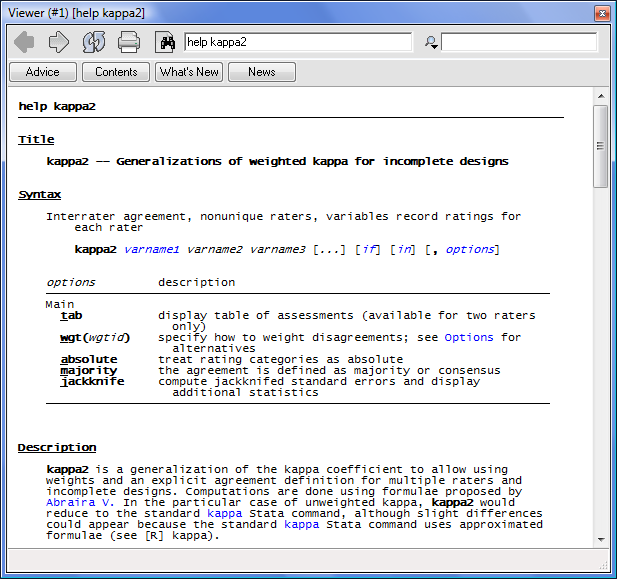 Viewer (#1) [help kappa2]
help kappa2
Advice Contents What's New News
help kappa2
Title
kappa2 -- Generalizations of weighted kappa for incomplete designs
Syntax
Interrater agreement, nonunique raters, variables record ratings for
each rater
kappa2 varname1 varname2 varname3 [...] [if] [in] [, options]
options description
Main
tab display table of assessments (available for two raters
only)
wgt(wgtid) specify how to weight disagreements; see Options for
alternatives
absolute treat rating categories as absolute
majority the agreement is defined as majority or consensus
jackknife compute jackknifed standard errors and display
additional statistics
Description
kappa2 is a generalization of the kappa coefficient to allow using
weights and an explicit agreement definition for multiple raters and
incomplete designs. Computations are done using formulae proposed by
Abraira V. In the particular case of unweighted kappa, kappa2 would
reduce to the standard kappa Stata command, although slight differences
could appear because the standard kappa Stata command uses approximated
formulae (see [R] kappa).